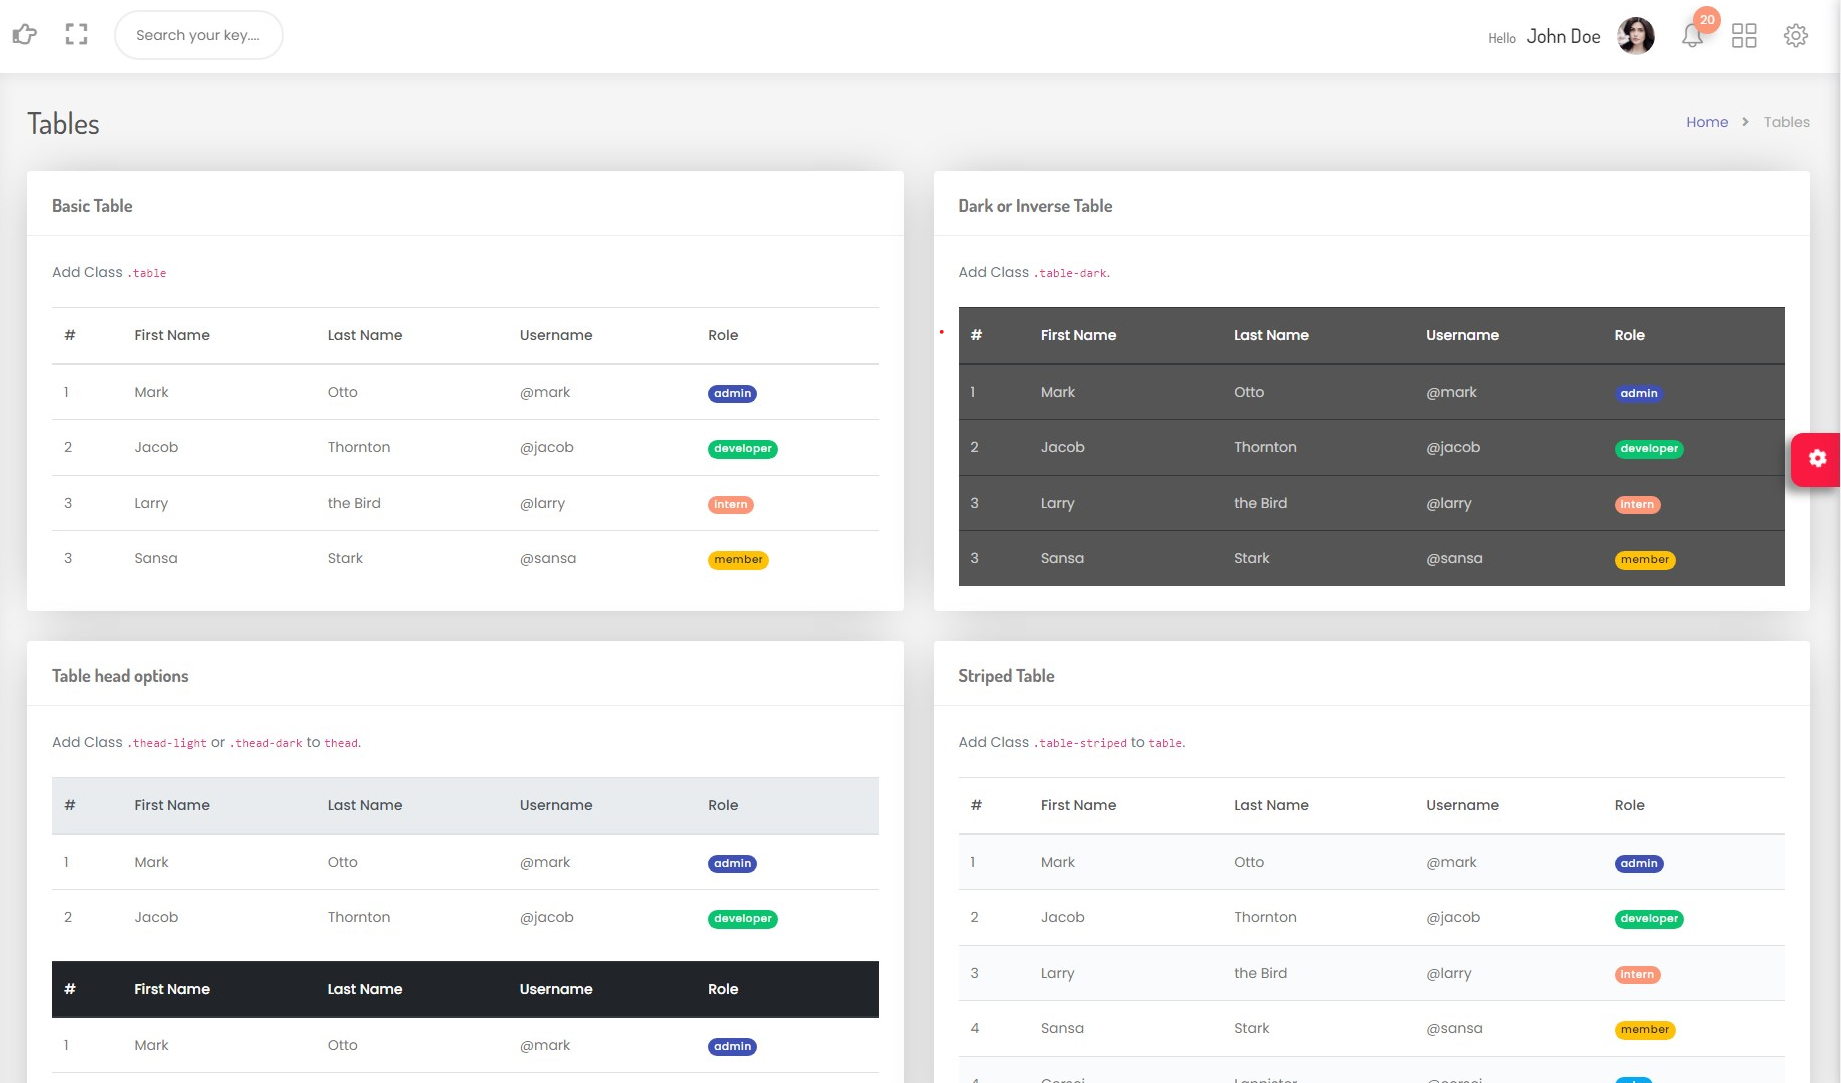 Search your key....
Hello John Doe
20
Tables
Home Tables
Basic Table
Add Class .table
# First Name Last Name Username Role
1 Mark Otto @mark admin
2 Jacob Thornton @jacob developer
3 Larry the Bird @larry intern
3 Sansa Stark @sansa member
Dark or Inverse Table
Add Class .table-dark.
# First Name Last Name Username Role
1 Mark Otto @mark admin
2 Jacob Thornton @jacob developer
3 Larry the Bird @larry intern
3 Sansa Stark @sansa member
Table head options
Add Class .thead-light or .thead-dark to thead.
# First Name Last Name Username Role
1 Mark Otto @mark admin
2 Jacob Thornton @jacob developer
# First Name Last Name Username Role
1 Mark Otto @mark admin
Striped Table
Add Class .table-striped to table.
# First Name Last Name Username Role
1 Mark Otto @mark admin
2 Jacob Thornton @jacob developer
3 Larry the Bird @larry intern
4 Sansa Stark @sansa member